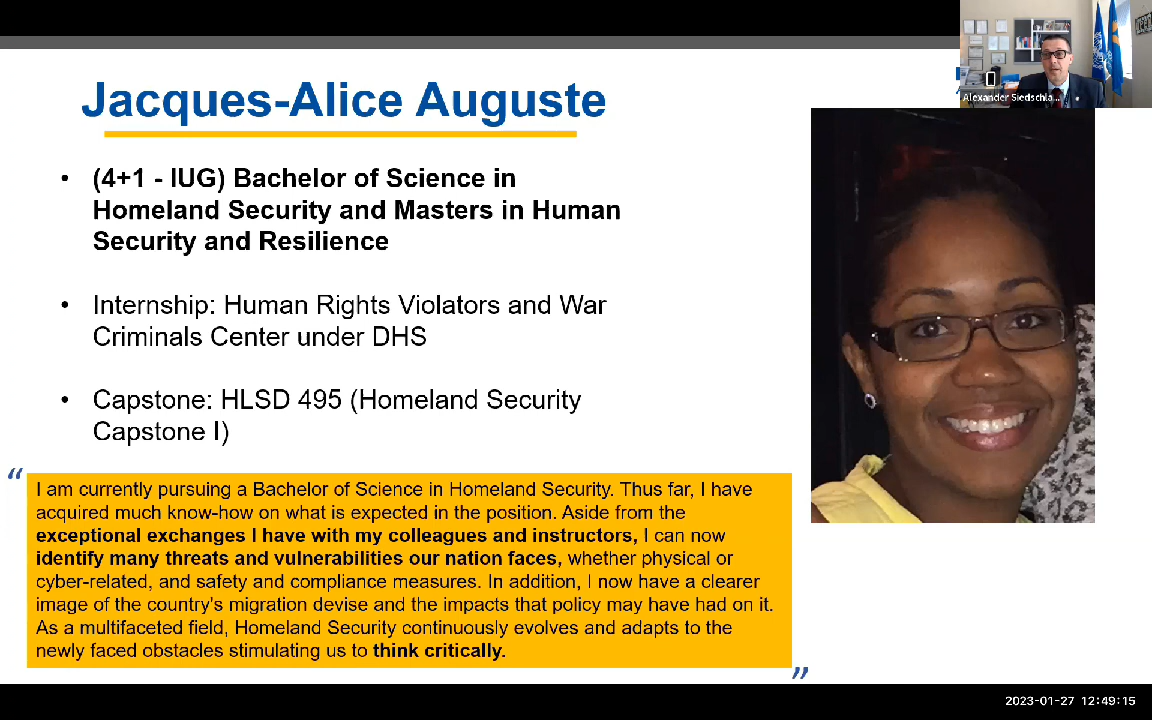 Jacques-Alice Auguste
• (4+1 - IUG) Bachelor of Science in
Homeland Security and Masters in Human
Security and Resilience
• Internship: Human Rights Violators and War
Criminals Center under DHS
• Capstone: HLSD 495 (Homeland Security
Capstone I)
“
I am currently pursuing a Bachelor of Science in Homeland Security. Thus far, I have
acquired much know-how on what is expected in the position. Aside from the
exceptional exchanges I have with my colleagues and instructors, I can now
identify many threats and vulnerabilities our nation faces, whether physical or
cyber-related, and safety and compliance measures. In addition, I now have a clearer
image of the country's migration devise and the impacts that policy may have had on it.
As a multifaceted field, Homeland Security continuously evolves and adapts to the
newly faced obstacles stimulating us to think critically.
”
Alexander Siedschla...
2023-01-27 12:49:15